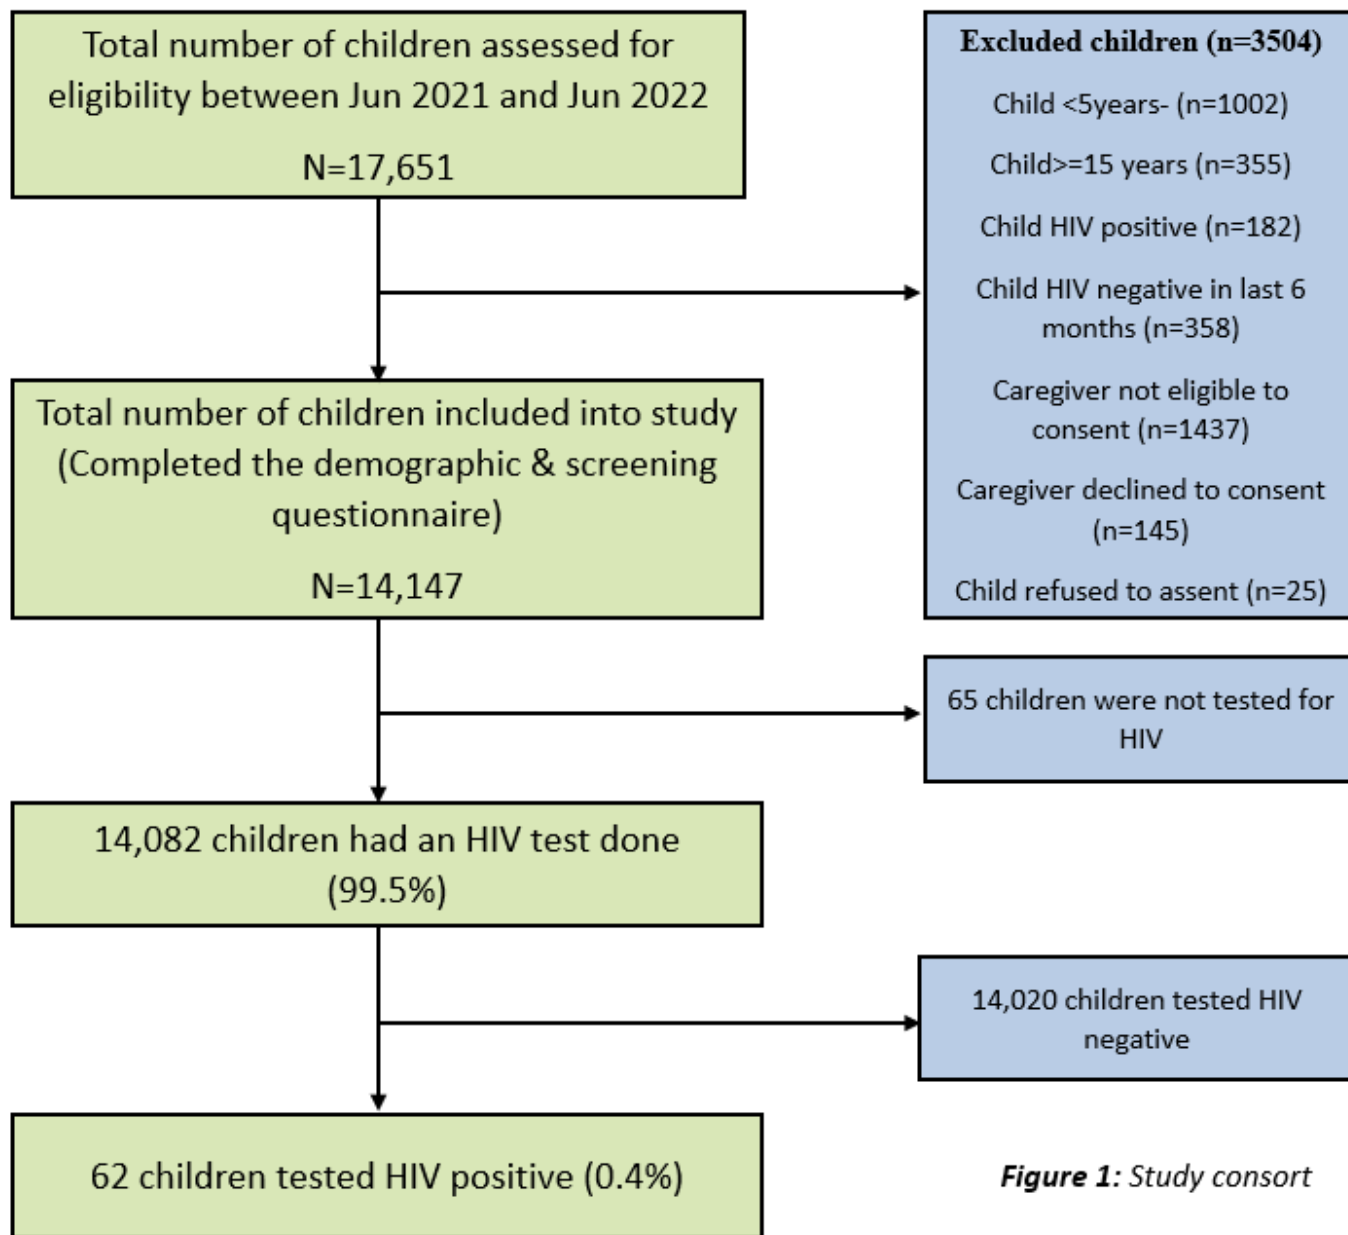 Total number of children assessed for
eligibility between Jun 2021 and Jun 2022
N=17,651
Excluded children (n=3504)
Child <5years- (n=1002)
Child>=15 years (n=355)
Child HIV positive (n=182)
Child HIV negative in last 6
months (n=358)
Caregiver not eligible to
consent (n=1437)
Caregiver declined to consent
(n=145)
Child refused to assent (n=25)
Total number of children included into study
(Completed the demographic & screening
questionnaire)
N=14,147
65 children were not tested for
HIV
14,082 children had an HIV test done
(99.5%)
14,020 children tested HIV
negative
62 children tested HIV positive (0.4%)
Figure 1: Study consort